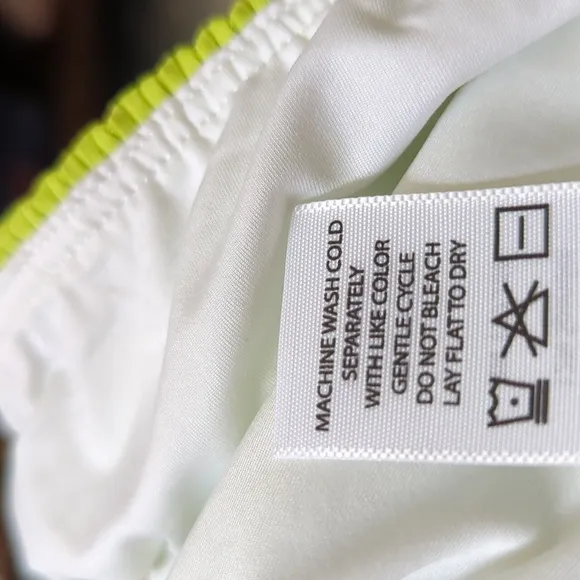 MACHINE WASH COLD
SEPARATELY
WITH LIKE COLOR
GENTLE CYCLE
DO NOT BLEACH
LAY FLAT TO DRY